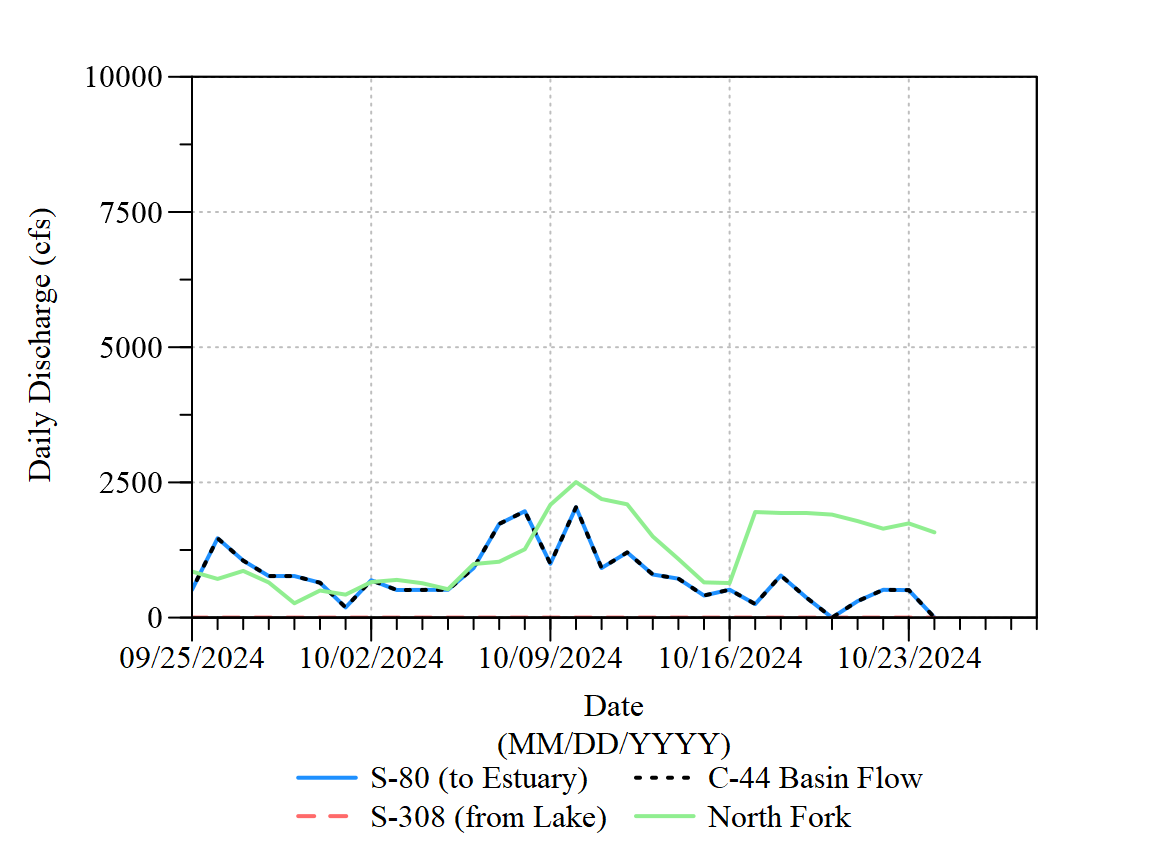 10000
7500
5000
2500
0
Daily Discharge (cfs)
09/25/2024 10/02/2024 10/09/2024 10/16/2024 10/23/2024
Date
(MM/DD/YYYY)
S-80 (to Estuary) C-44 Basin Flow
S-308 (from Lake) North Fork